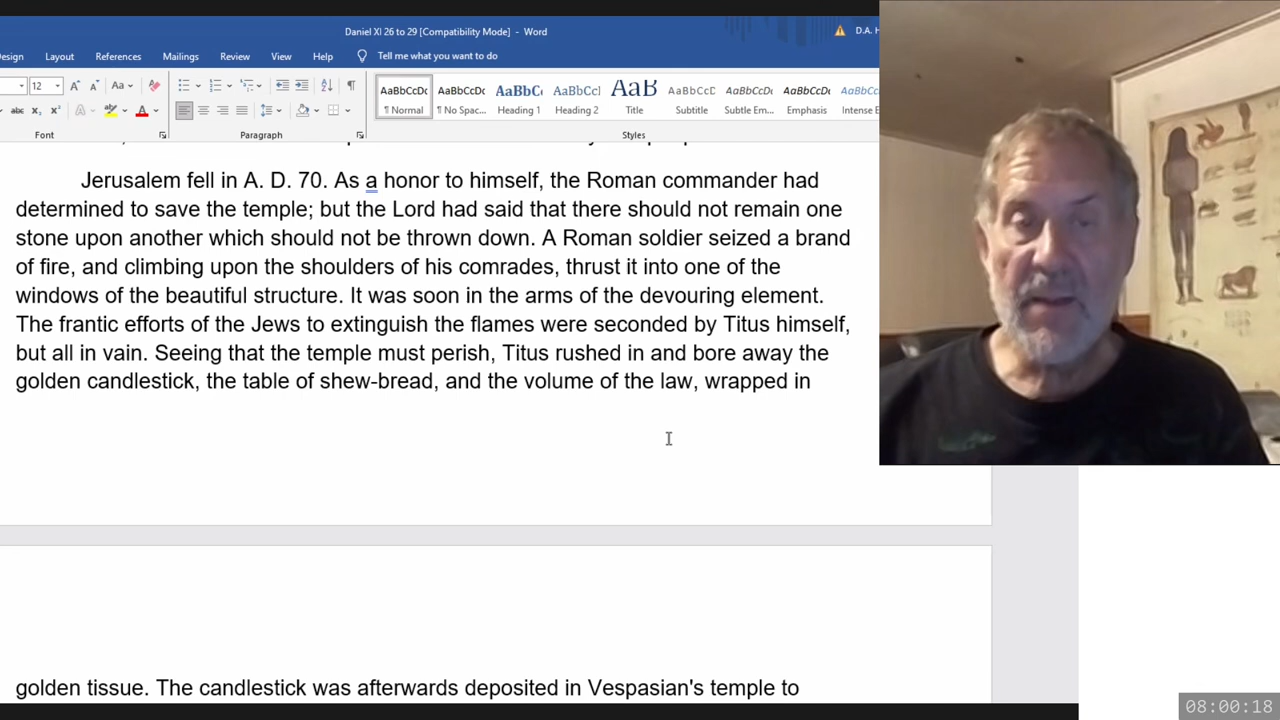 Daniel XI 26 to 29 [Compatibility Mode] - Word
D.A. H
esign Layout References Mailings Review View Help Tell me what you want to do
12 Aa
abc x₂ x² A A
AaBbCcDc AaBbCcDc AaBbCc AaBbCcl AaB AaBbCcD AaBbCcDc AaBbCcDc AaBbCcDc
¶ Normal ¶ No Spac... Heading 1 Heading 2 Title Subtitle Subtle Em... Emphasis Intense E
Font Paragraph Styles
Jerusalem fell in A. D. 70. As a honor to himself, the Roman commander had
determined to save the temple; but the Lord had said that there should not remain one
stone upon another which should not be thrown down. A Roman soldier seized a brand
of fire, and climbing upon the shoulders of his comrades, thrust it into one of the
windows of the beautiful structure. It was soon in the arms of the devouring element.
The frantic efforts of the Jews to extinguish the flames were seconded by Titus himself,
but all in vain. Seeing that the temple must perish, Titus rushed in and bore away the
golden candlestick, the table of shew-bread, and the volume of the law, wrapped in
golden tissue. The candlestick was afterwards deposited in Vespasian's temple to
08:00:18